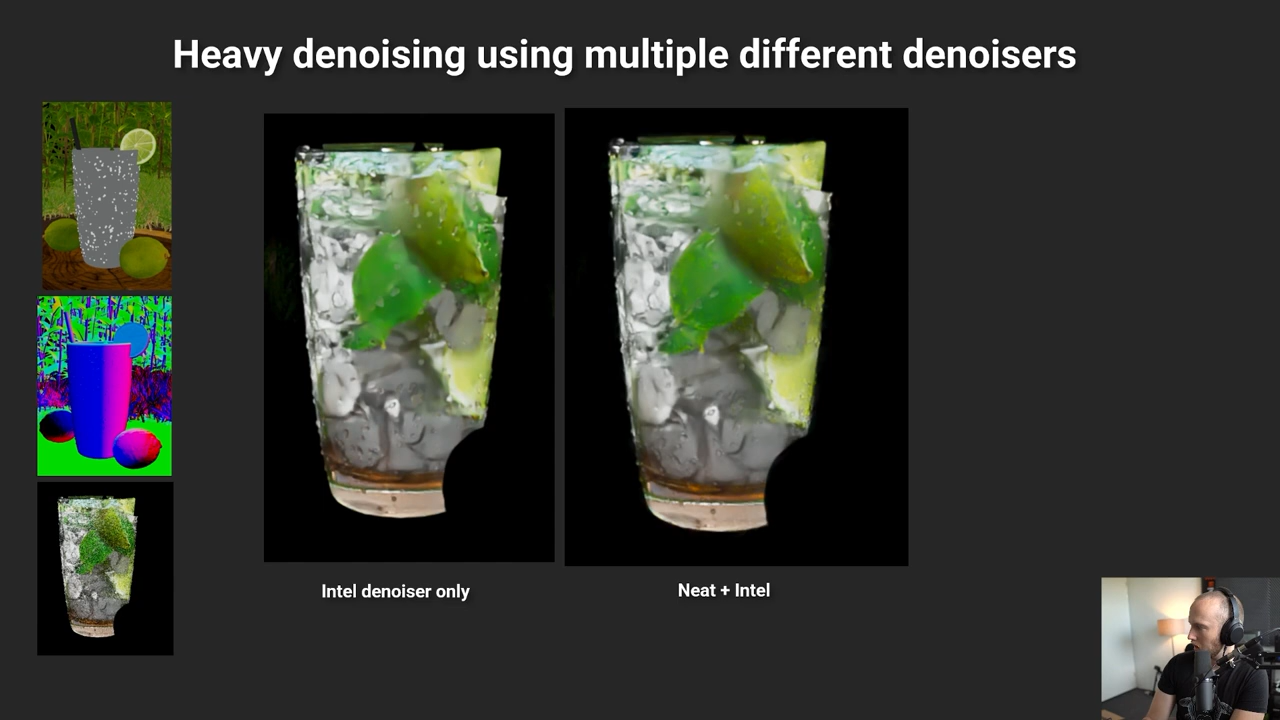 Heavy denoising using multiple different denoisers
Intel denoiser only
Neat + Intel